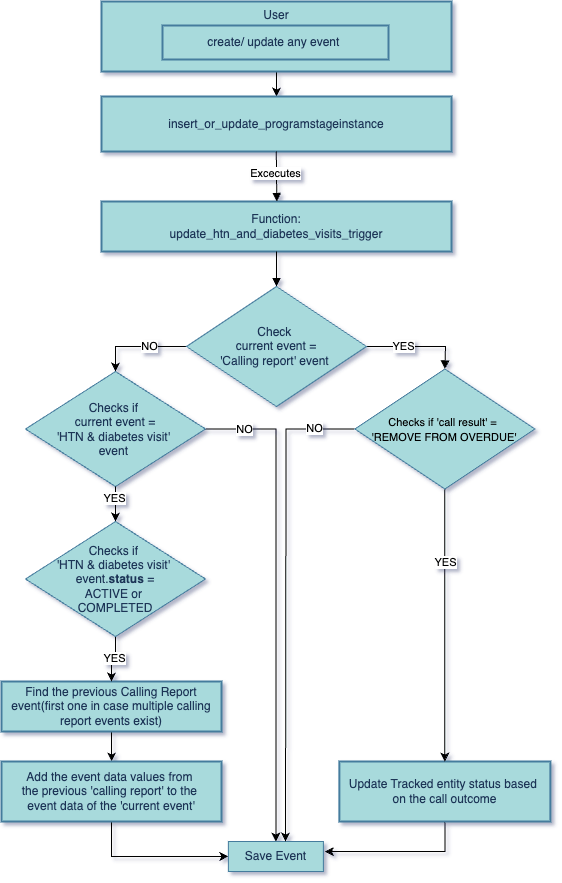 User
create/ update any event
insert_or_update_programstageinstance
Excecutes
Function:
update_htn_and_diabetes_visits_trigger
Check
current event =
'Calling report' event
NO
YES
Checks if
current event =
'HTN & diabetes visit'
event
NO
NO
Checks if 'call result' =
'REMOVE FROM OVERDUE'
YES
Checks if
'HTN & diabetes visit'
event.status =
ACTIVE or
COMPLETED
YES
YES
Find the previous Calling Report
event(first one in case multiple calling
report events exist)
Add the event data values from
the previous 'calling report' to the
event data of the 'current event'
Update Tracked entity status based
on the call outcome
Save Event